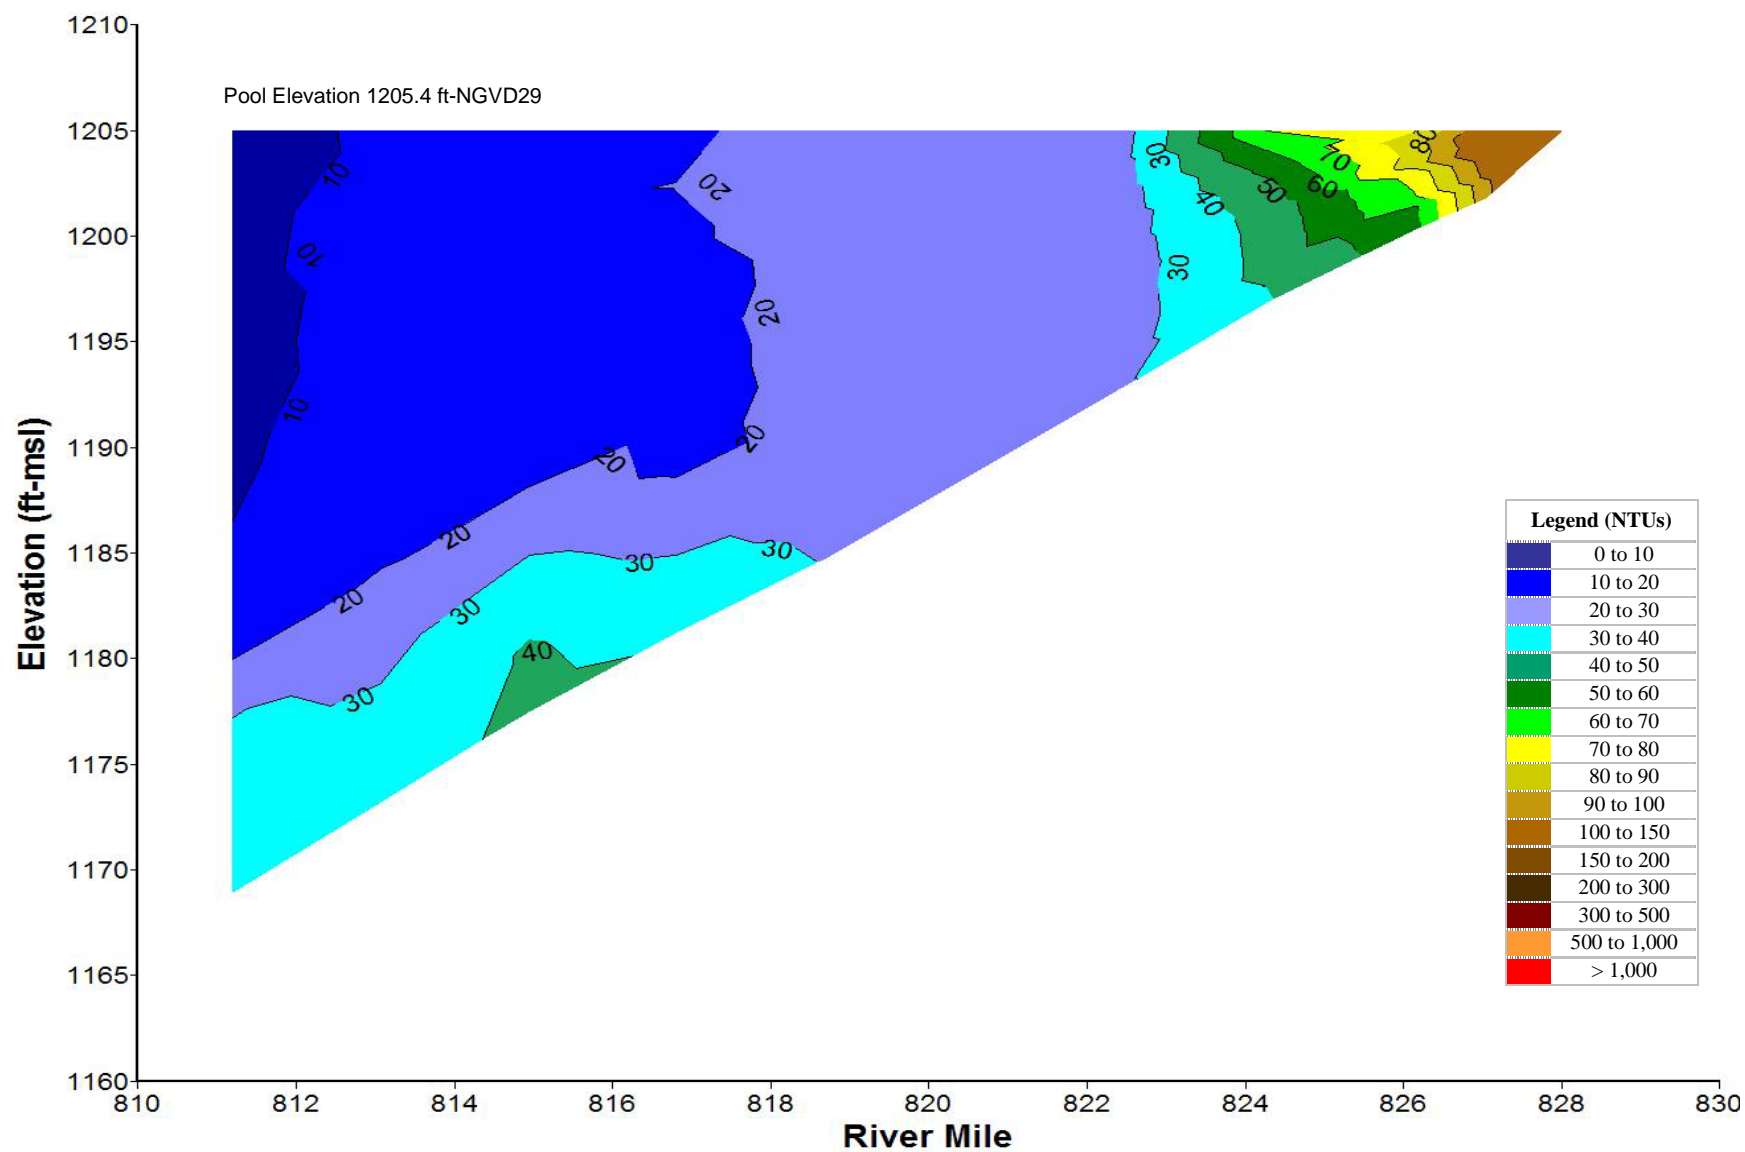 1210
Pool Elevation 1205.4 ft-NGVD29
1205
80
30
70
10
20
60
50
40
1200
10
30
20
1195
10
20
1190
20
Legend (NTUs)
0 to 10
10 to 20
20 to 30
30 to 40
40 to 50
50 to 60
60 to 70
70 to 80
80 to 90
90 to 100
100 to 150
150 to 200
200 to 300
300 to 500
500 to 1,000
> 1,000
20
1185
30
30
20
30
1180
40
30
1175
1170
1165
1160
Elevation (ft-msl)
810 812 814 816 818 820 822 824 826 828 830
River Mile